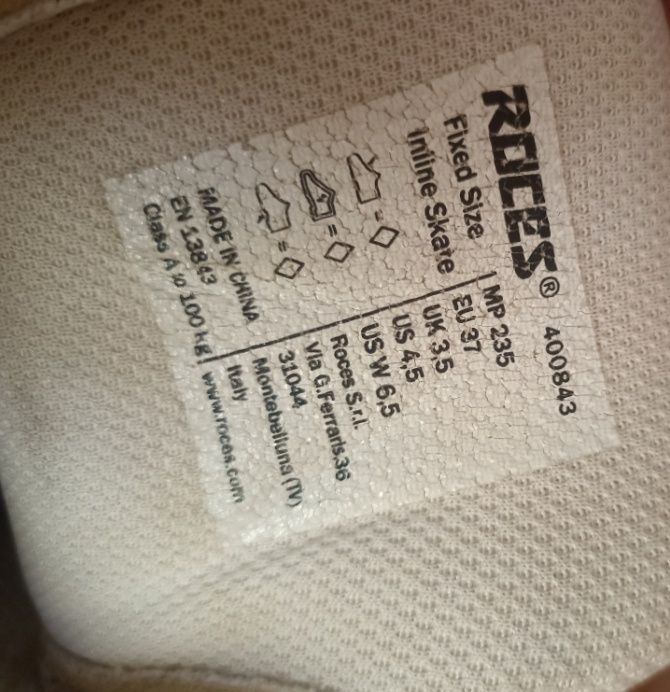 ROCES® 400843
Fixed Size
Inline Skate
MP 235
EU 37
UK 3,5
US 4,5
US W 6,5
= ◇
= ◇
= ◇
MADE IN CHINA
EN 13843
Class A to 100 kg
Roces S.r.l.
Via G.Ferraris,36
31044
Montebelluna (TV)
Italy
www.roces.com